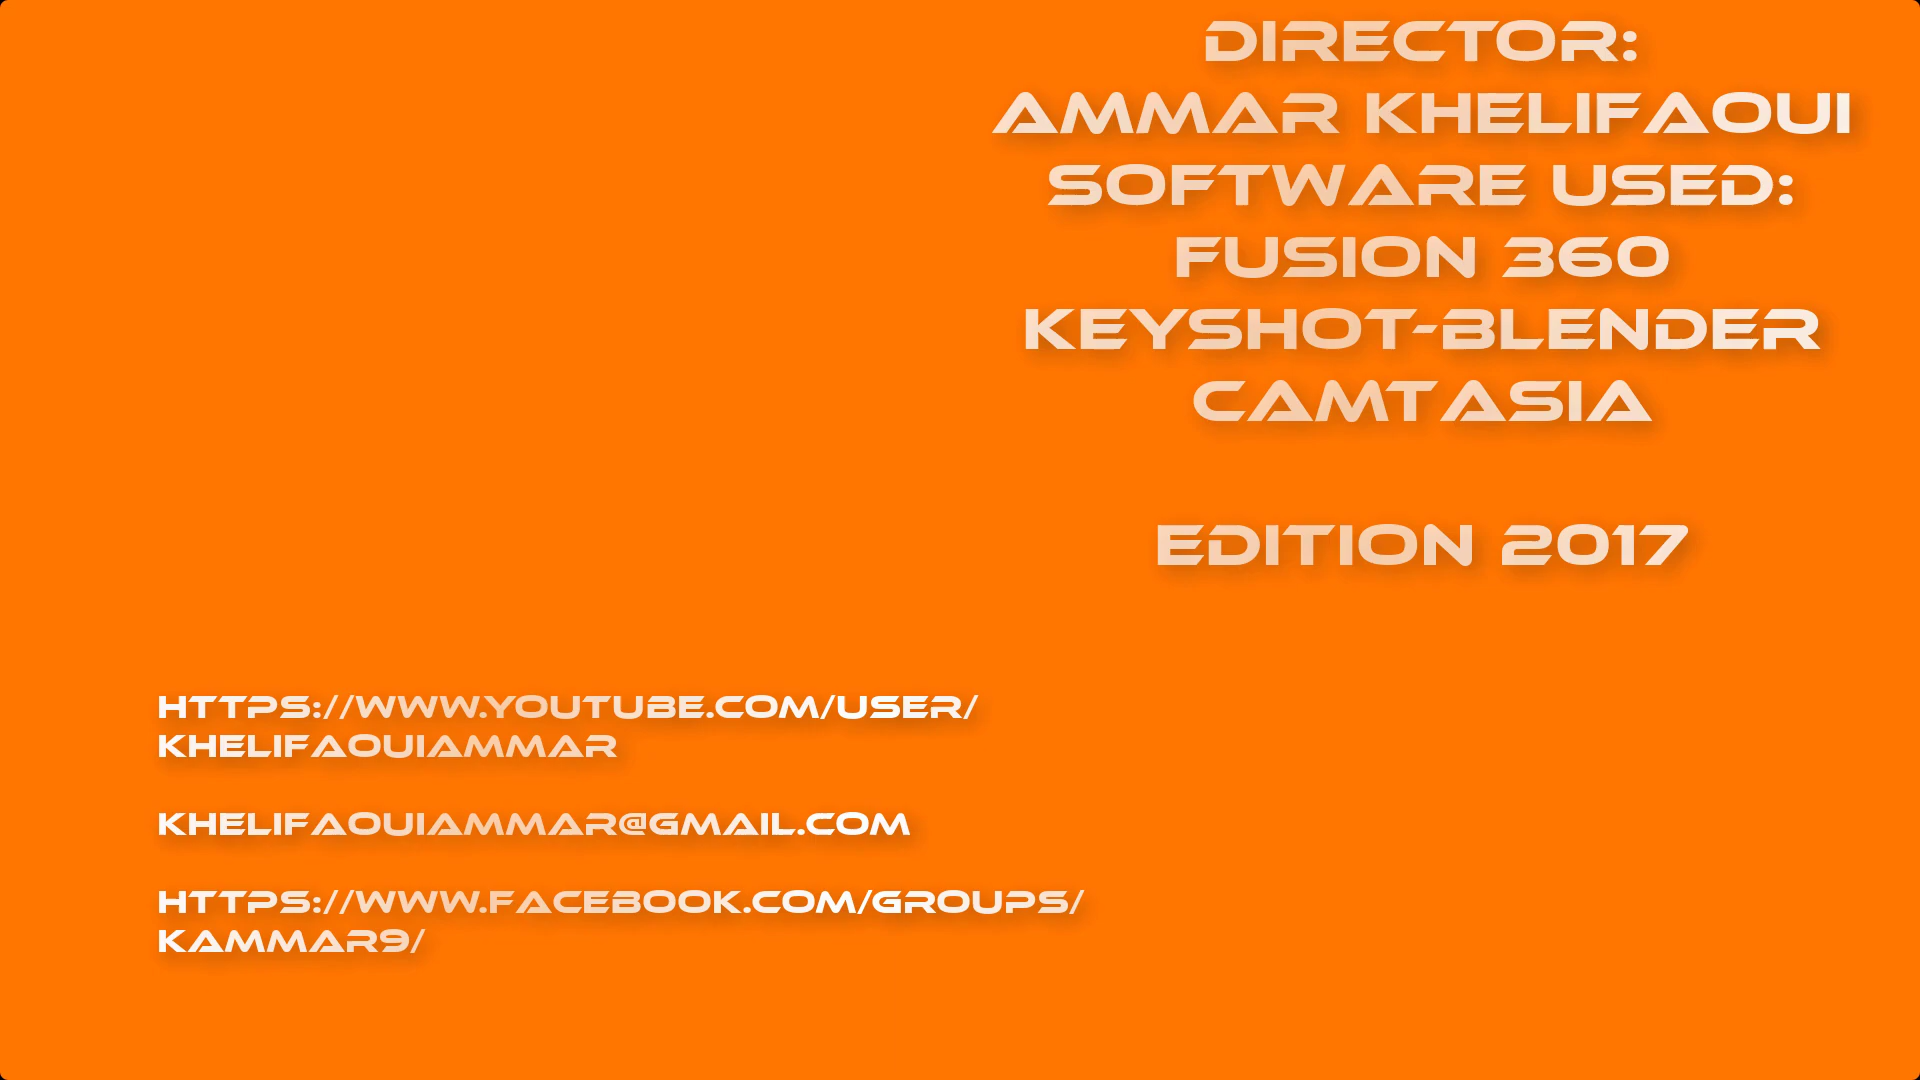 DIRECTOR:
AMMAR KHELIFAOUI
SOFTWARE USED:
FUSION 360
KEYSHOT-BLENDER
CAMTASIA
EDITION 2017
HTTPS://WWW.YOUTUBE.COM/USER/
KHELIFAOUIAMMAR
KHELIFAOUIAMMAR@GMAIL.COM
HTTPS://WWW.FACEBOOK.COM/GROUPS/
KAMMAR9/